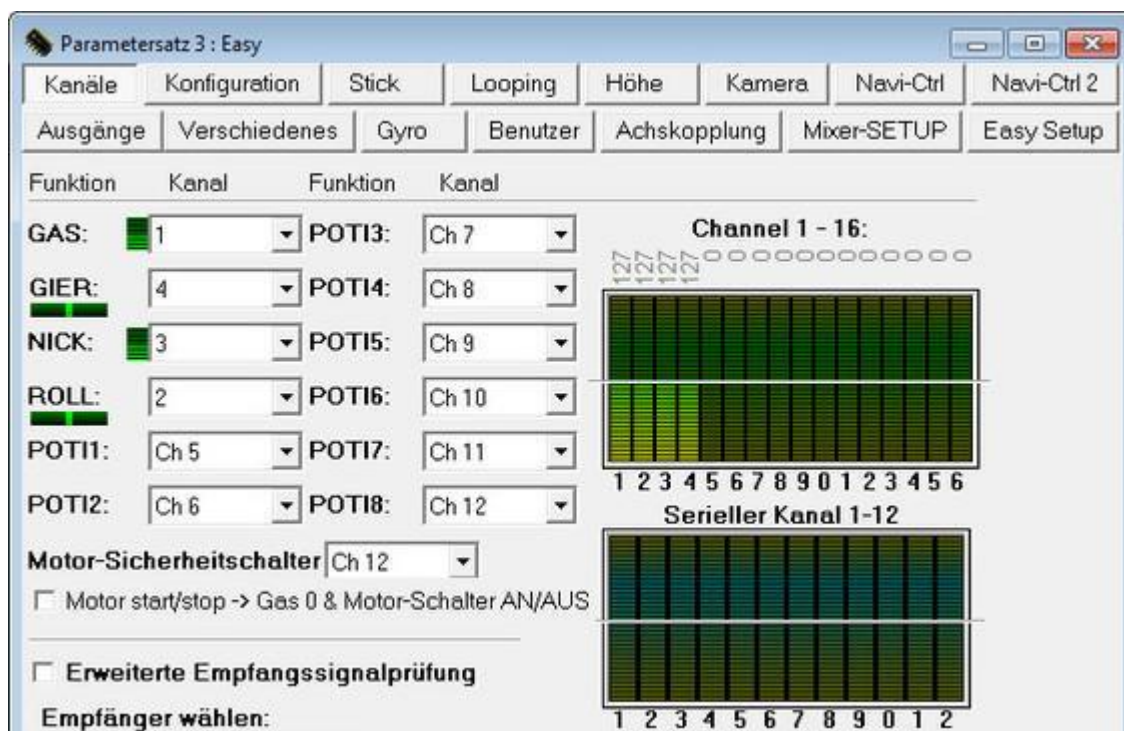 Parametersatz 3 : Easy
Kanäle Konfiguration Stick Looping Höhe Kamera Navi-Ctrl Navi-Ctrl 2
Ausgänge Verschiedenes Gyro Benutzer Achskopplung Mixer-SETUP Easy Setup
Funktion Kanal Funktion Kanal
GAS: 1 POTI3: Ch 7
GIER: 4 POTI4: Ch 8
NICK: 3 POTI5: Ch 9
ROLL: 2 POTI6: Ch 10
POTI1: Ch 5 POTI7: Ch 11
POTI2: Ch 6 POTI8: Ch 12
Motor-Sicherheitschalter Ch 12
Motor start/stop -> Gas 0 & Motor-Schalter AN/AUS
Erweiterte Empfangssignalprüfung
Empfänger wählen:
Channel 1 - 16:
127 127 127 127 0 0 0 0 0 0 0 0 0 0 0 0
1 2 3 4 5 6 7 8 9 0 1 2 3 4 5 6
Serieller Kanal 1-12
1 2 3 4 5 6 7 8 9 0 1 2